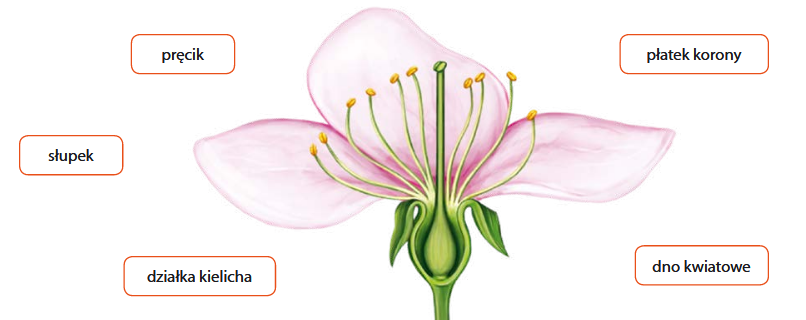 pręcik
płatek korony
słupek
działka kielicha
dno kwiatowe